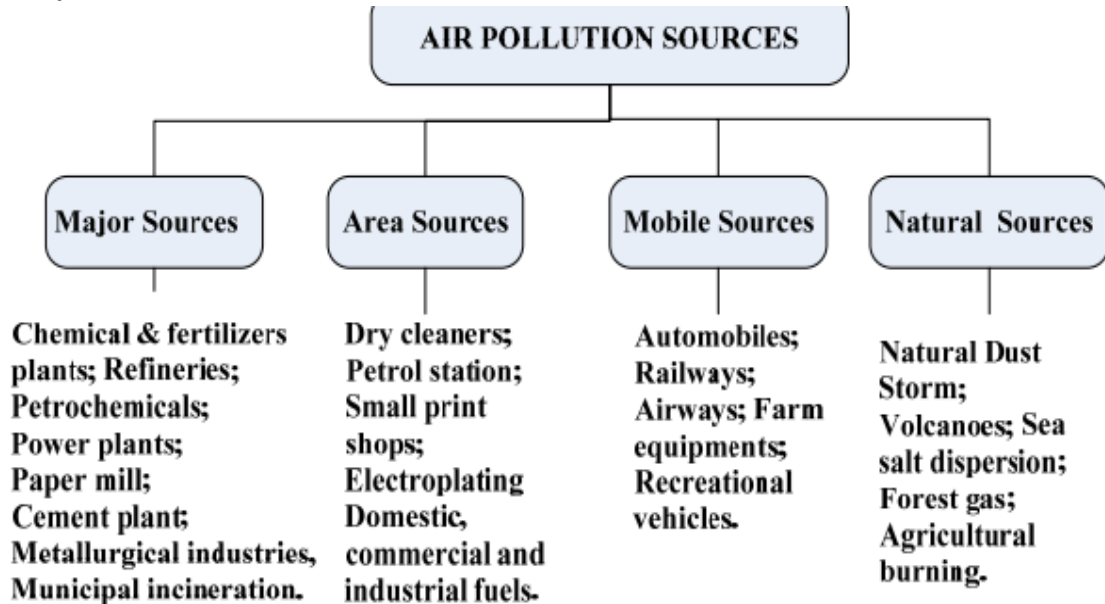 AIR POLLUTION SOURCES
Major Sources
Area Sources
Mobile Sources
Natural Sources
Chemical & fertilizers
plants; Refineries;
Petrochemicals;
Power plants;
Paper mill;
Cement plant;
Metallurgical industries,
Municipal incineration.
Dry cleaners;
Petrol station;
Small print
shops;
Electroplating
Domestic,
commercial and
industrial fuels.
Automobiles;
Railways;
Airways; Farm
equipments;
Recreational
vehicles.
Natural Dust
Storm;
Volcanoes; Sea
salt dispersion;
Forest gas;
Agricultural
burning.